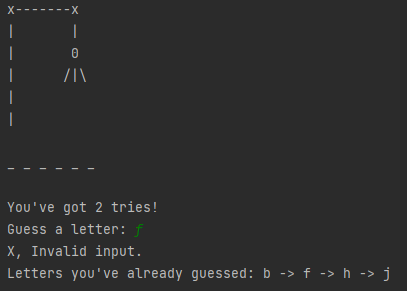 x-------x
|       |
|       0
|      /|\
|
|
_ _ _ _ _ _
You've got 2 tries!
Guess a letter: f
X, Invalid input.
Letters you've already guessed: b -> f -> h -> j